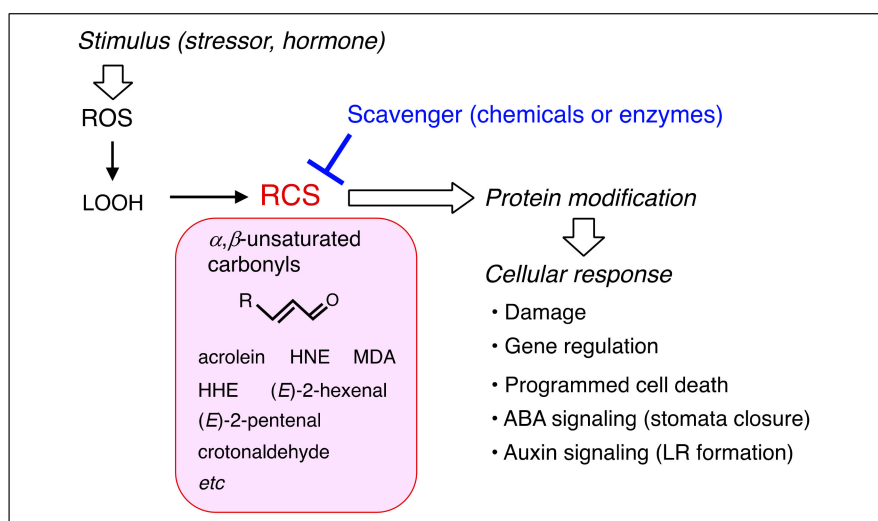 Stimulus (stressor, hormone)
ROS
Scavenger (chemicals or enzymes)
LOOH
RCS
Protein modification
α,β-unsaturated
carbonyls
R O
acrolein HNE MDA
HHE (E)-2-hexenal
(E)-2-pentenal
crotonaldehyde
etc
Cellular response
• Damage
• Gene regulation
• Programmed cell death
• ABA signaling (stomata closure)
• Auxin signaling (LR formation)